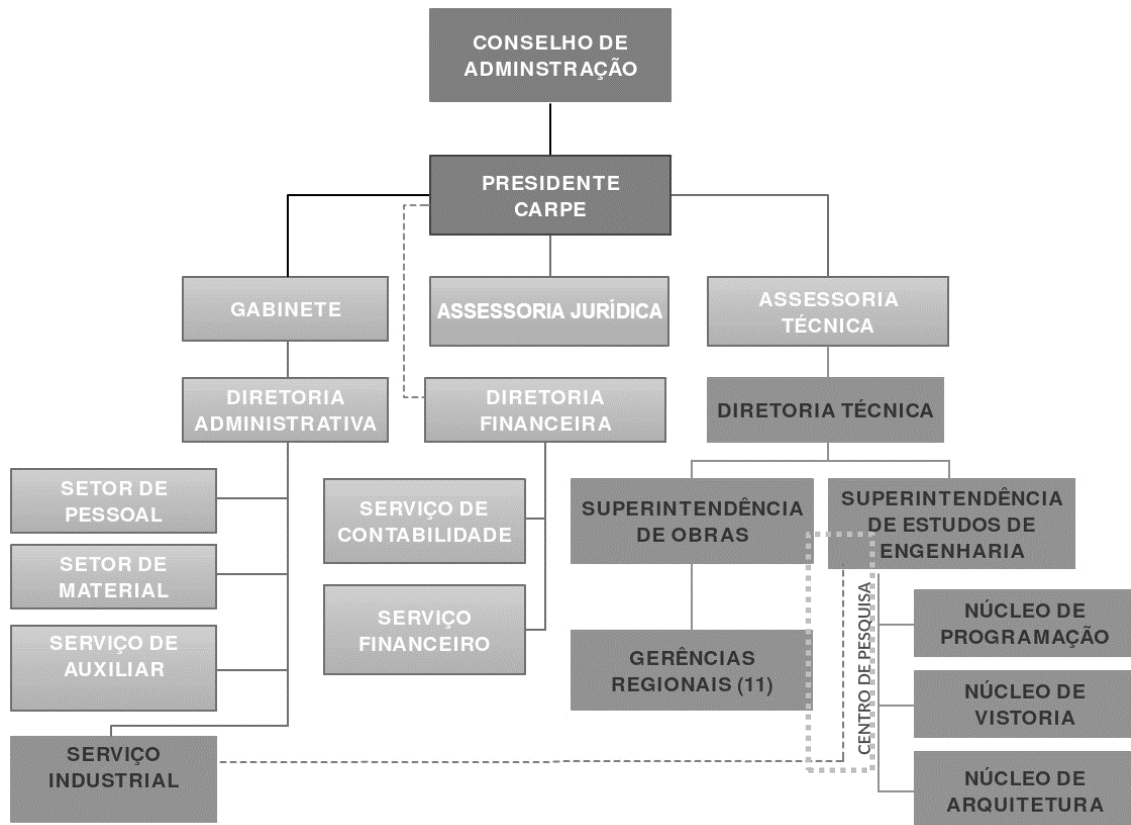 CONSELHO DE
ADMINSTRAÇÃO
PRESIDENTE
CARPE
GABINETE
ASSESSORIA JURÍDICA
ASSESSORIA
TÉCNICA
DIRETORIA
ADMINISTRATIVA
DIRETORIA
FINANCEIRA
DIRETORIA TÉCNICA
SETOR DE
PESSOAL
SETOR DE
MATERIAL
SERVIÇO DE
AUXILIAR
SERVIÇO
INDUSTRIAL
SERVIÇO DE
CONTABILIDADE
SERVIÇO
FINANCEIRO
SUPERINTENDÊNCIA
DE OBRAS
GERÊNCIAS
REGIONAIS (11)
SUPERINTENDÊNCIA
DE ESTUDOS DE
ENGENHARIA
CENTRO DE PESQUISA
NÚCLEO DE
PROGRAMAÇÃO
NÚCLEO DE
VISTORIA
NÚCLEO DE
ARQUITETURA